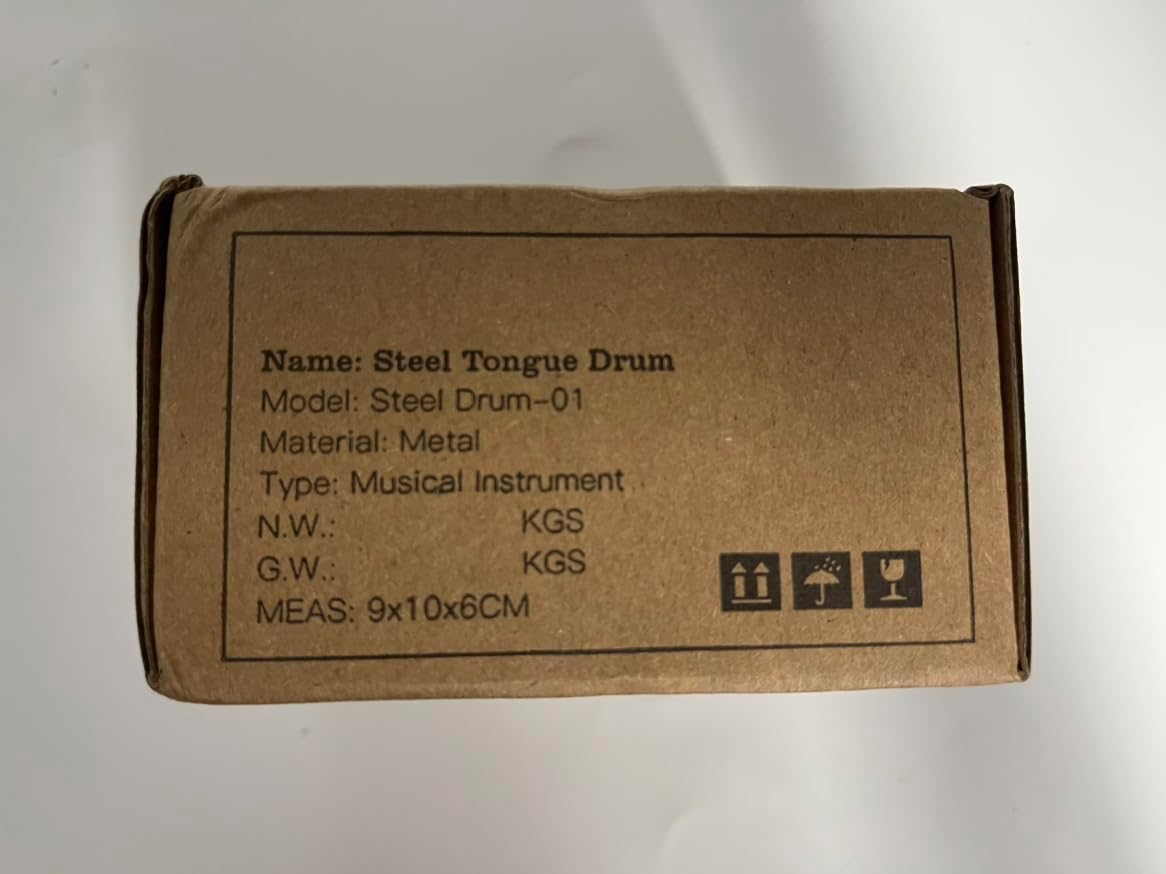 Name: Steel Tongue Drum
Model: Steel Drum-01
Material: Metal
Type: Musical Instrument
N.W.: KGS
G.W.: KGS
MEAS: 9x10x6CM